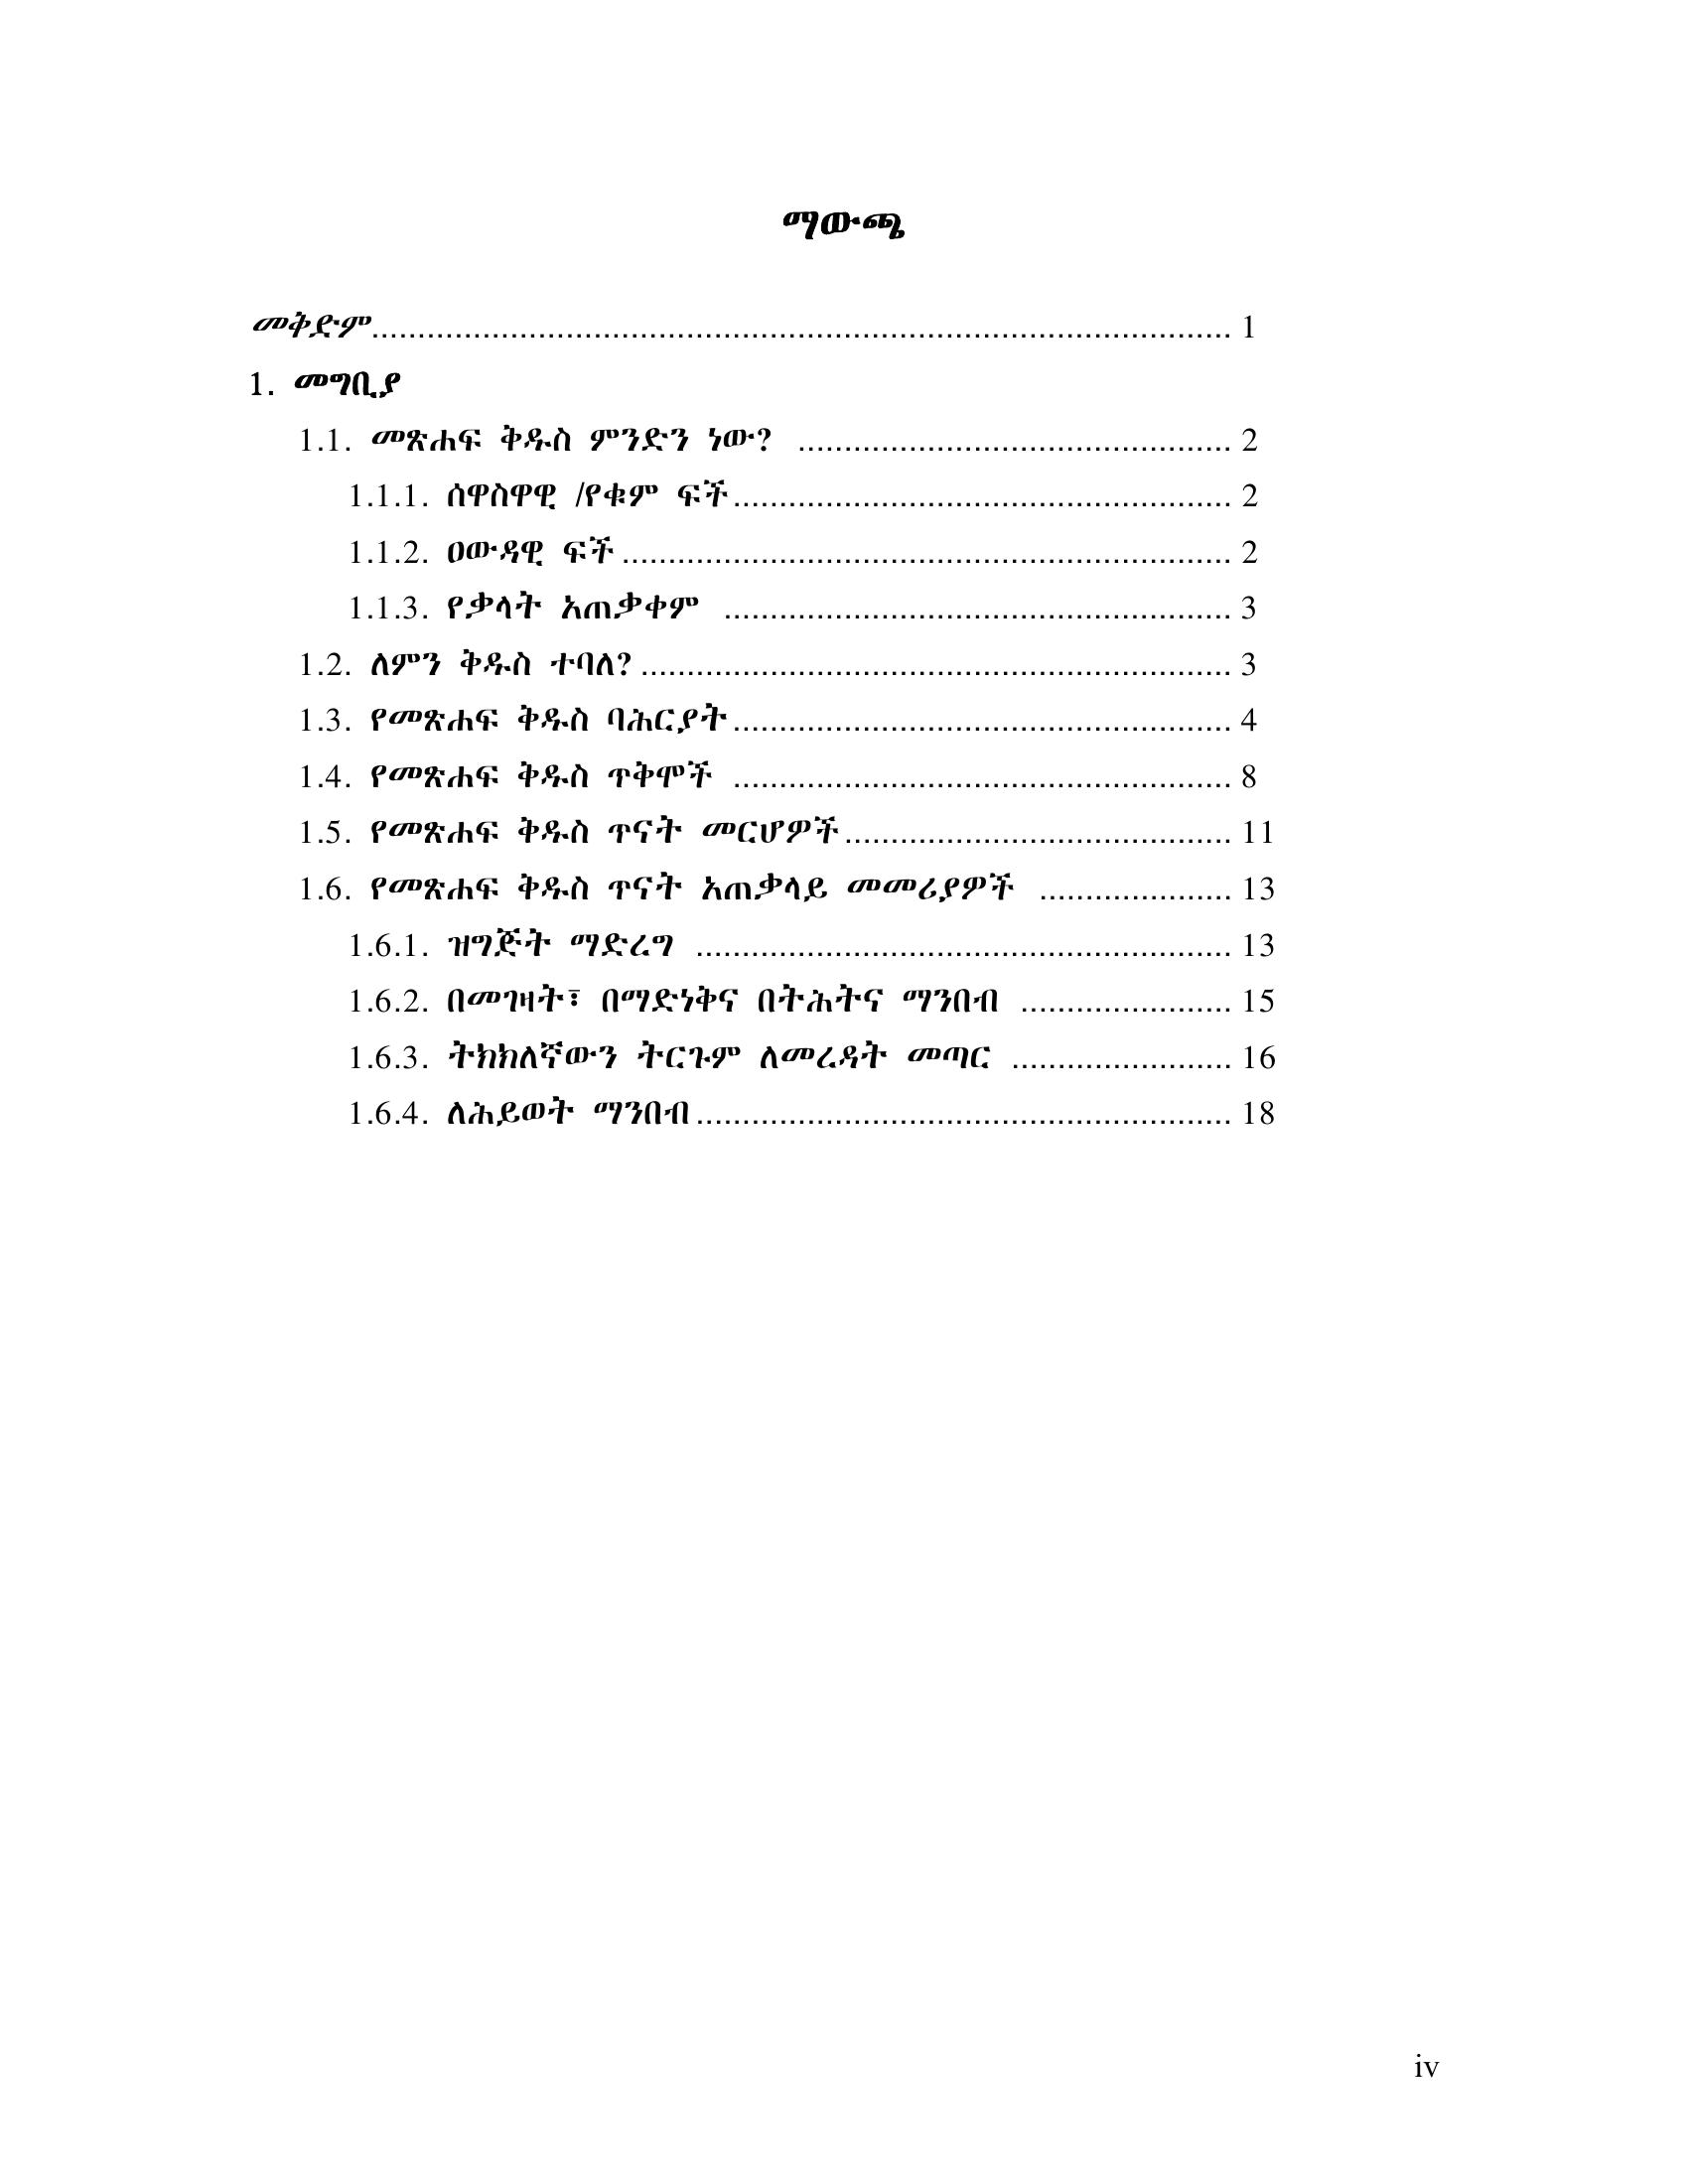 ማውጫ
መቅድም.............................................................................................. 1
1. መግቢያ
1.1. መጽሐፍ ቅዱስ ምንድን ነው? ............................................... 2
1.1.1. ሰዋስዋዊ /የቁም ፍች...................................................... 2
1.1.2. ዐውዳዊ ፍች.................................................................. 2
1.1.3. የቃላት አጠቃቀም ....................................................... 3
1.2. ለምን ቅዱስ ተባለ?................................................................ 3
1.3. የመጽሐፍ ቅዱስ ባሕርያት...................................................... 4
1.4. የመጽሐፍ ቅዱስ ጥቅሞች ...................................................... 8
1.5. የመጽሐፍ ቅዱስ ጥናት መርሆዎች.......................................... 11
1.6. የመጽሐፍ ቅዱስ ጥናት አጠቃላይ መመሪያዎች ..................... 13
1.6.1. ዝግጅት ማድረግ .......................................................... 13
1.6.2. በመገዛት፣ በማድነቅና በትሕትና ማንበብ ....................... 15
1.6.3. ትክክለኛውን ትርጉም ለመረዳት መጣር ........................ 16
1.6.4. ለሕይወት ማንበብ.......................................................... 18
iv